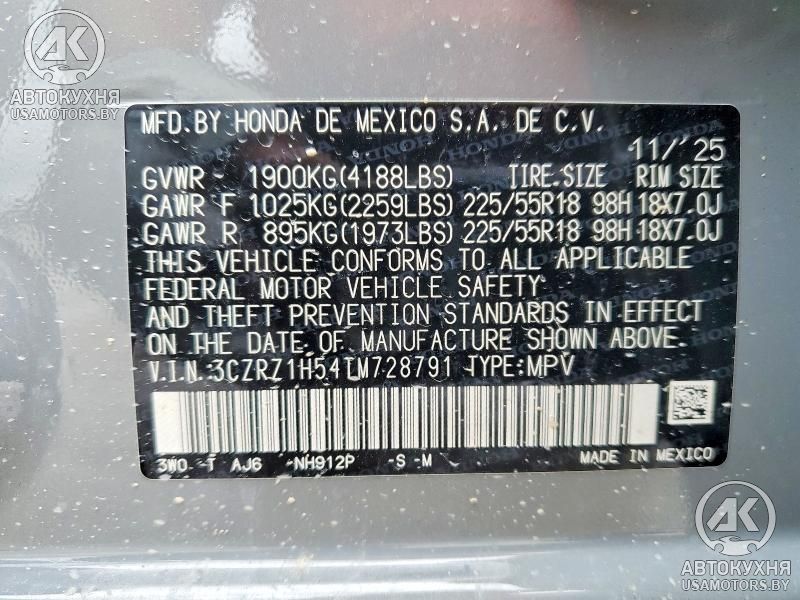 AK
АВТОКУХНЯ
USAMOTORS.BY
MFD.BY HONDA DE MEXICO S.A. DE C.V.
11/'25
GVWR 1900KG(4188LBS) TIRE SIZE RIM SIZE
GAWR F 1025KG(2259LBS) 225/55R18 98H 18X7.0J
GAWR R 895KG(1973LBS) 225/55R18 98H 18X7.0J
THIS VEHICLE CONFORMS TO ALL APPLICABLE
FEDERAL MOTOR VEHICLE SAFETY
AND THEFT PREVENTION STANDARDS IN EFFECT
ON THE DATE OF MANUFACTURE SHOWN ABOVE.
V.I.N.:3CZRZ1H54TM728791 TYPE:MPV
3W0 -T AJ6 -NH912P -S-M MADE IN MEXICO
AK
АВТОКУХНЯ
USAMOTORS.BY